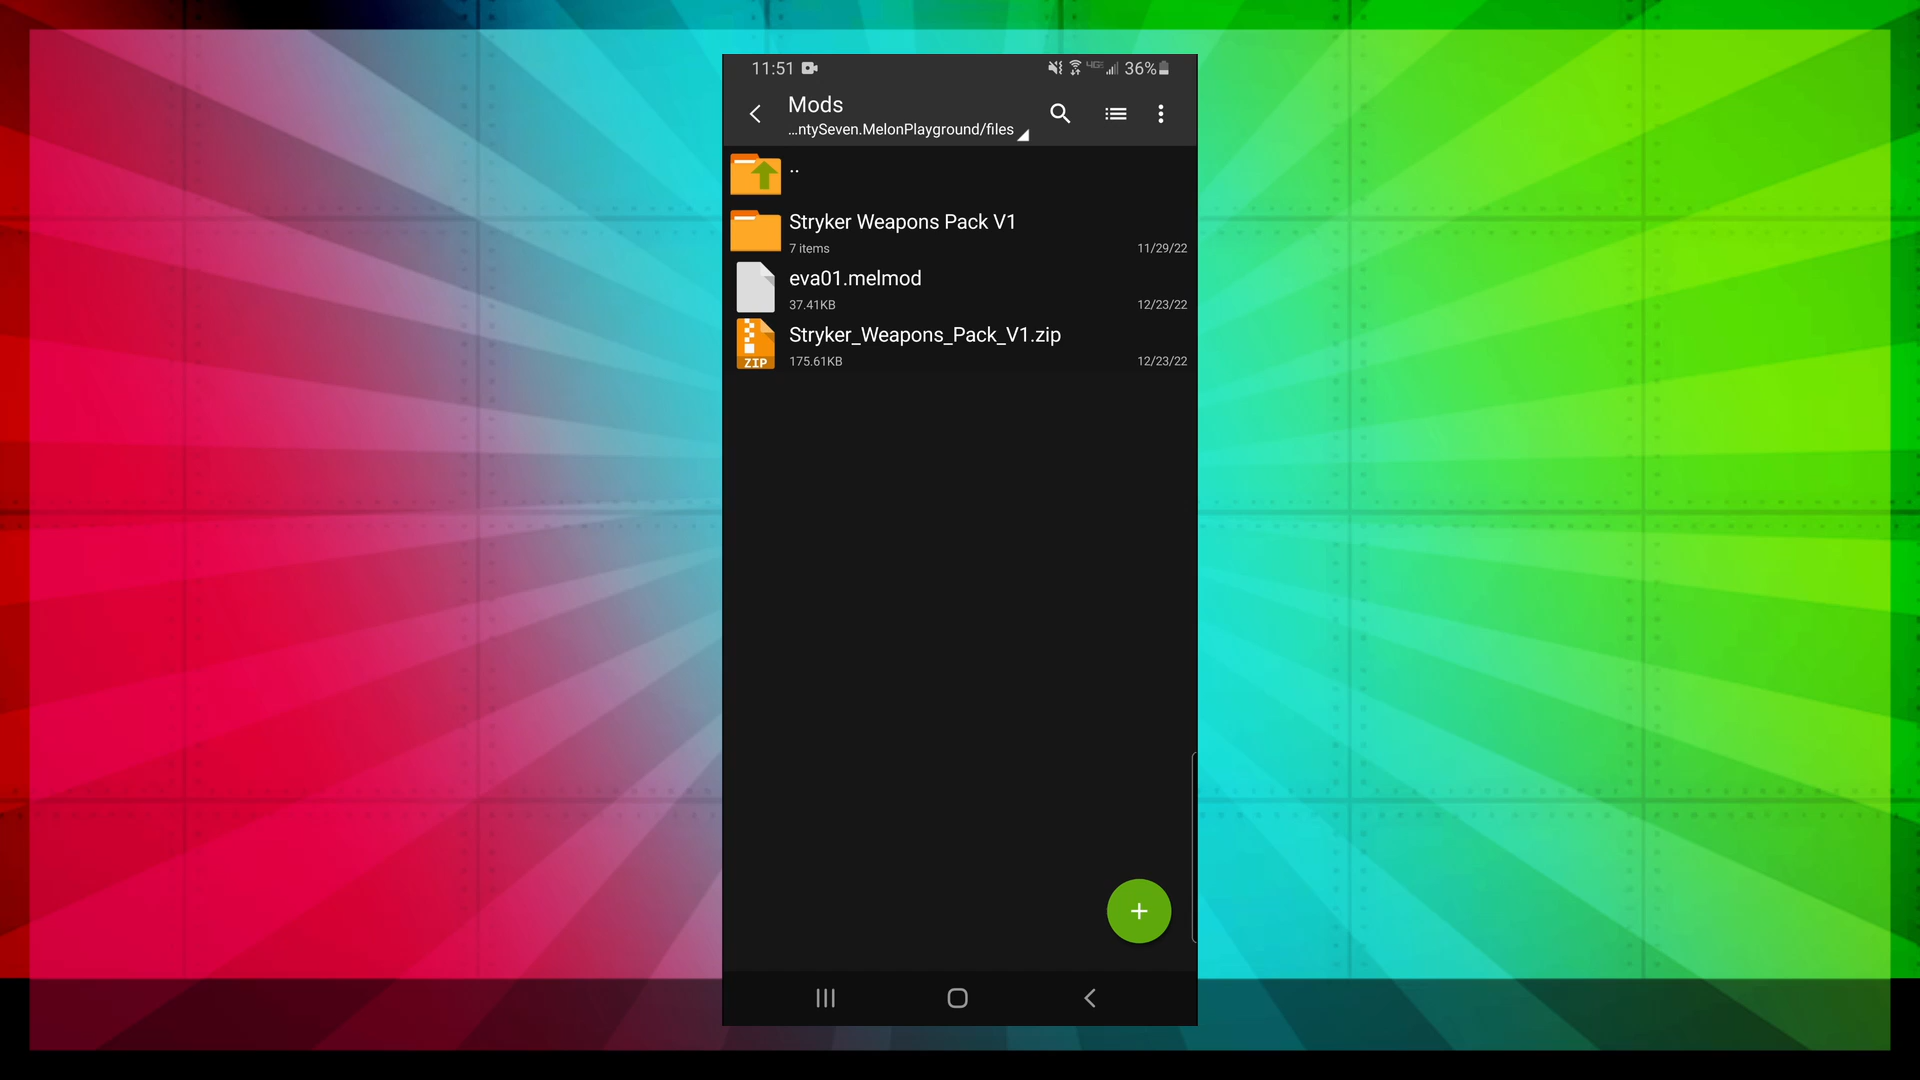 11:51
4GE 36%
Mods
...ntySeven.MelonPlayground/files
..
Stryker Weapons Pack V1
7 items 11/29/22
eva01.melmod
37.41KB 12/23/22
Stryker_Weapons_Pack_V1.zip
ZIP 175.61KB 12/23/22